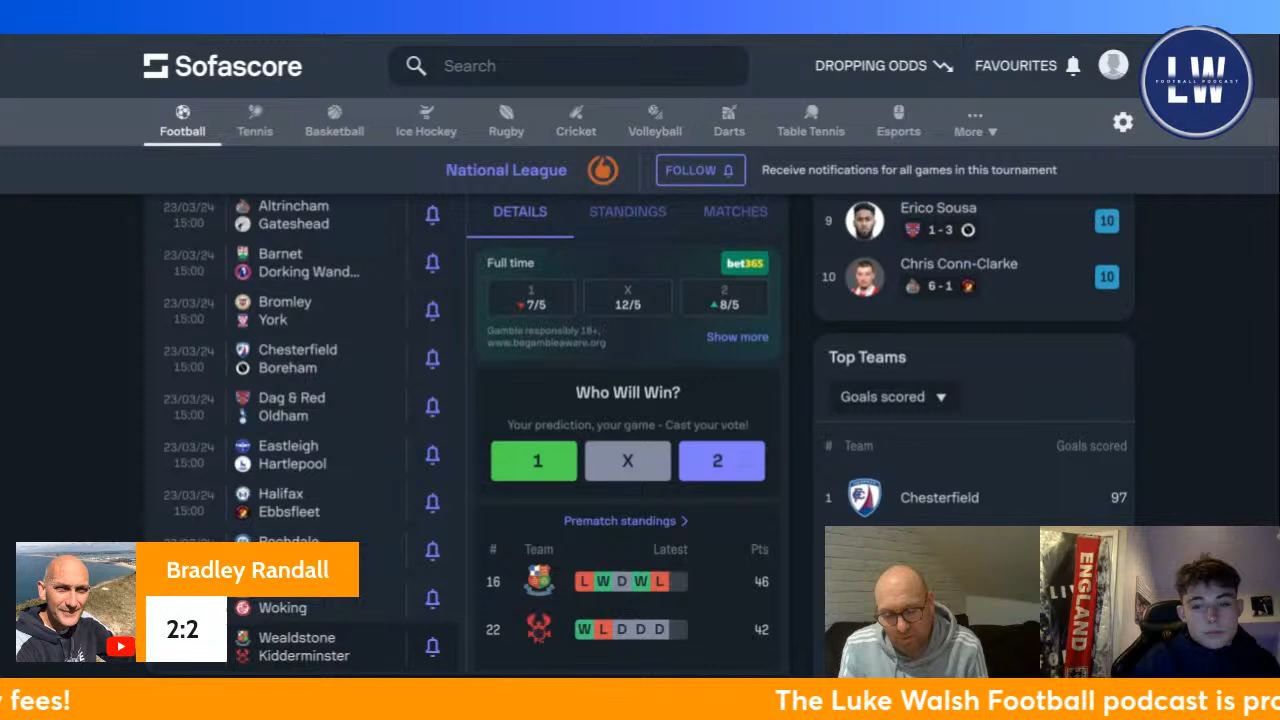 Sofascore
Search
DROPPING ODDS
FAVOURITES
LW
FOOTBALL PODCAST
Football
Tennis
Basketball
Ice Hockey
Rugby
Cricket
Volleyball
Darts
Table Tennis
Esports
More
National League
FOLLOW
Receive notifications for all games in this tournament
23/03/24
15:00
Altrincham
Gateshead
23/03/24
15:00
Barnet
Dorking Wand...
23/03/24
15:00
Bromley
York
23/03/24
15:00
Chesterfield
Boreham
23/03/24
15:00
Dag & Red
Oldham
23/03/24
15:00
Eastleigh
Hartlepool
23/03/24
15:00
Halifax
Ebbsfleet
Rochdale
Woking
Wealdstone
Kidderminster
DETAILS
STANDINGS
MATCHES
Full time
bet365
1
7/5
X
12/5
2
8/5
Gamble responsibly 18+,
www.begambleaware.org
Show more
Who Will Win?
Your prediction, your game - Cast your vote!
1
X
2
Prematch standings
# Team Latest Pts
16 L W D W L 46
22 W L D D D 42
9
Erico Sousa
1 - 3
10
10
Chris Conn-Clarke
6 - 1
10
Top Teams
Goals scored
# Team Goals scored
1 Chesterfield 97
Bradley Randall
2:2
ENGLAND
fees!
The Luke Walsh Football podcast is pro